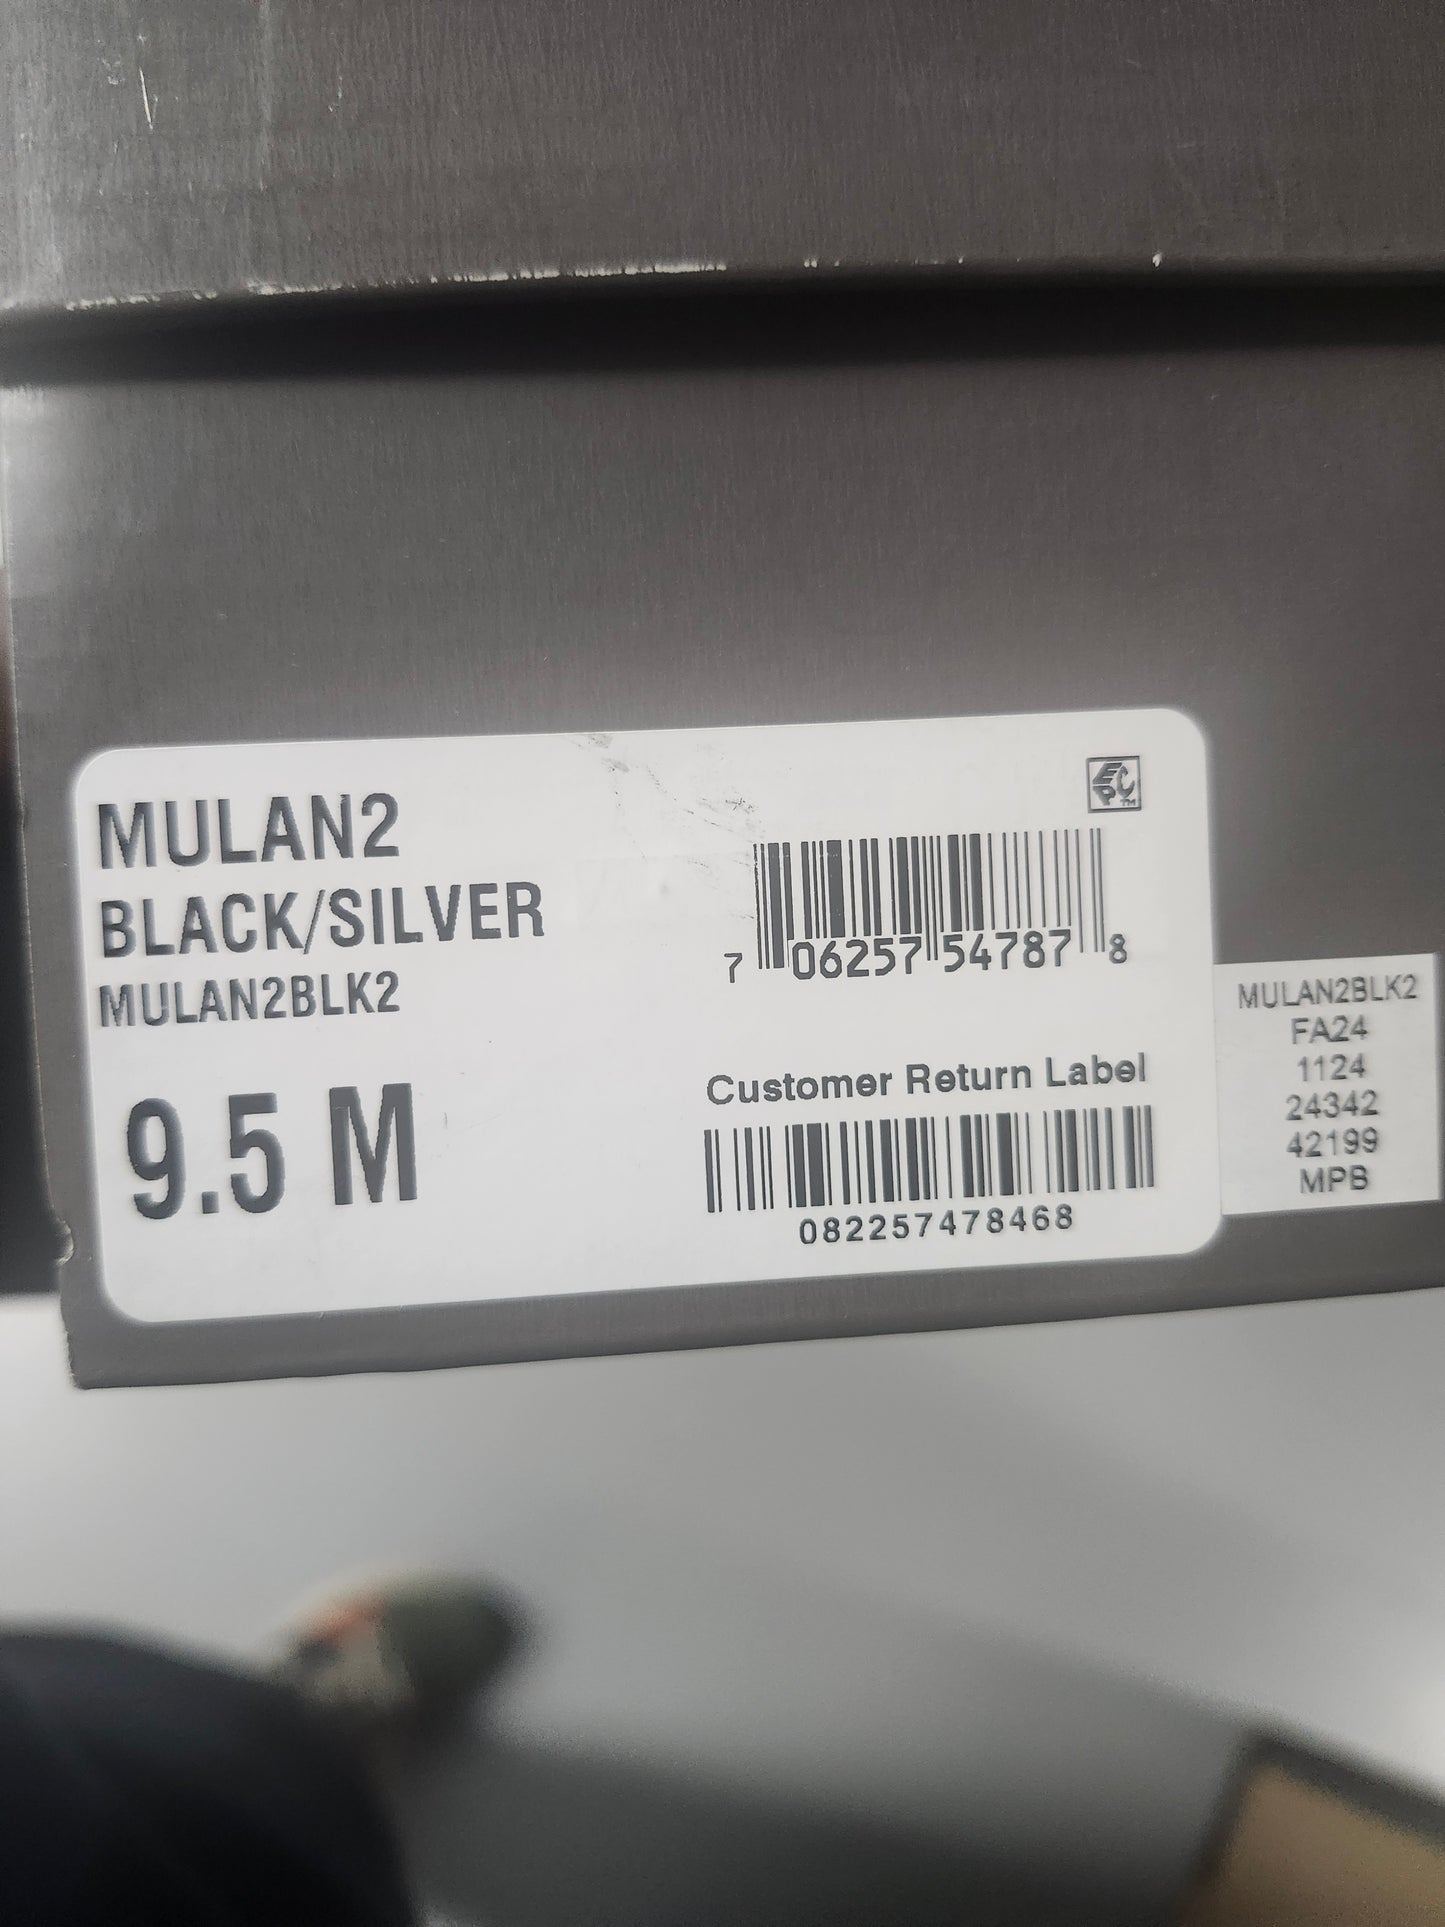 MULAN2
BLACK/SILVER
MULAN2BLK2
9.5 M
EPC™
7 06257 54787 8
Customer Return Label
082257478468
MULAN2BLK2
FA24
1124
24342
42199
MPB